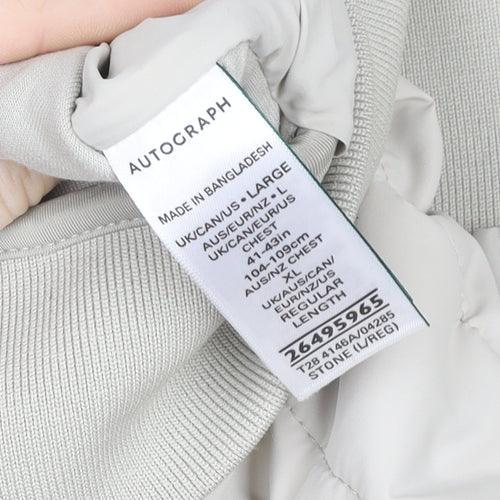 AUTOGRAPH
MADE IN BANGLADESH
UK/CAN/US • LARGE
AUS/EUR/NZ • L
UK/CAN/EUR/US
CHEST
41-43in
104-109cm
AUS/NZ CHEST
XL
UK/AUS/CAN/
EUR/NZ/US
REGULAR
LENGTH
26495965
T28 4146A/04285
STONE (L/REG)